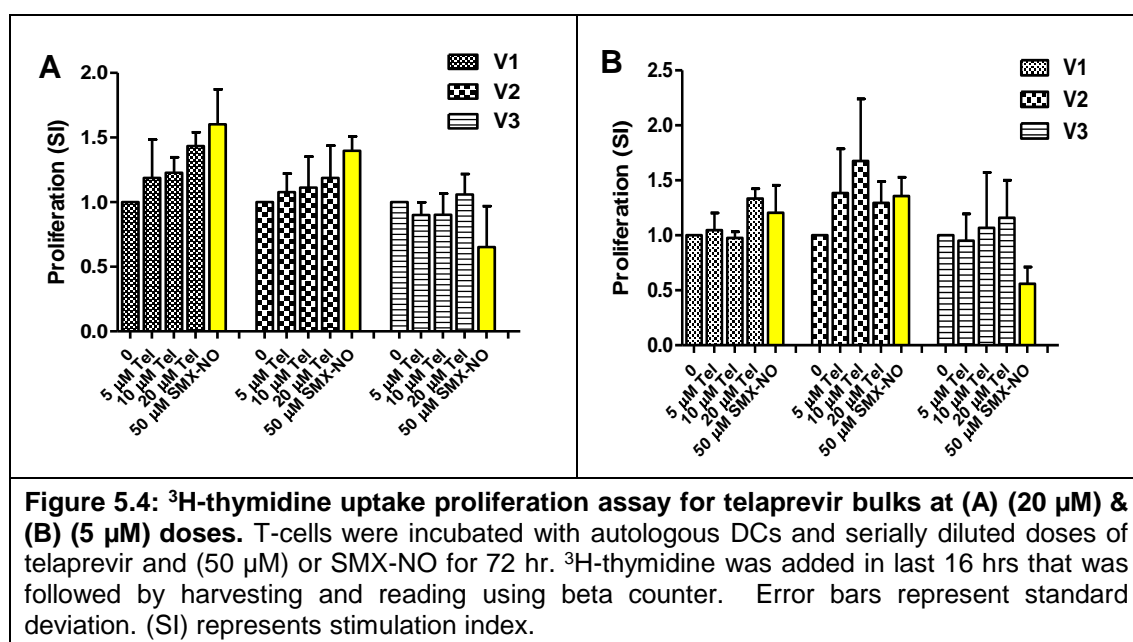 A
2.0
1.5
1.0
0.5
0.0
Proliferation (SI)
V1
V2
V3
0
5 µM Tel
10 µM Tel
20 µM Tel
50 µM SMX-NO
0
5 µM Tel
10 µM Tel
20 µM Tel
50 µM SMX-NO
0
5 µM Tel
10 µM Tel
20 µM Tel
50 µM SMX-NO
B
2.5
2.0
1.5
1.0
0.5
0.0
Proliferation (SI)
V1
V2
V3
0
5 µM Tel
10 µM Tel
20 µM Tel
50 µM SMX-NO
0
5 µM Tel
10 µM Tel
20 µM Tel
50 µM SMX-NO
0
5 µM Tel
10 µM Tel
20 µM Tel
50 µM SMX-NO
Figure 5.4: ³H-thymidine uptake proliferation assay for telaprevir bulks at (A) (20 µM) &
(B) (5 µM) doses. T-cells were incubated with autologous DCs and serially diluted doses of
telaprevir and (50 µM) or SMX-NO for 72 hr. ³H-thymidine was added in last 16 hrs that was
followed by harvesting and reading using beta counter. Error bars represent standard
deviation. (SI) represents stimulation index.